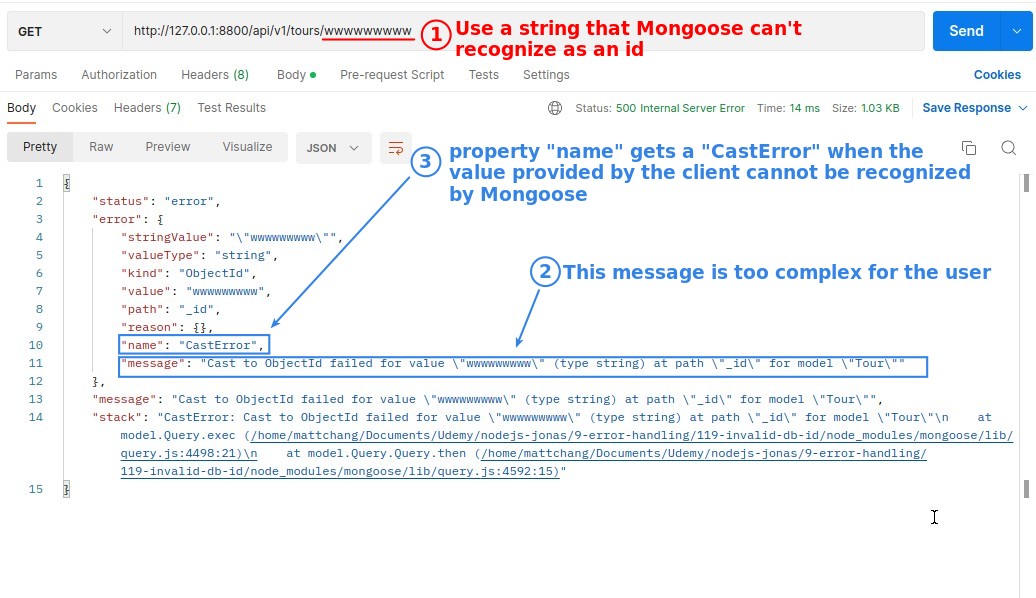 GET
http://127.0.0.1:8800/api/v1/tours/wwwwwwwww
1 Use a string that Mongoose can't
recognize as an id
Send
Params Authorization Headers (8) Body Pre-request Script Tests Settings Cookies
Body Cookies Headers (7) Test Results Status: 500 Internal Server Error Time: 14 ms Size: 1.03 KB Save Response
Pretty Raw Preview Visualize JSON
3 property "name" gets a "CastError" when the
value provided by the client cannot be recognized
by Mongoose
1 {
2 "status": "error",
3 "error": {
4 "stringValue": "\"wwwwwwwww\"",
5 "valueType": "string",
6 "kind": "ObjectId",
2 This message is too complex for the user
7 "value": "wwwwwwwww",
8 "path": "_id",
9 "reason": {},
10 "name": "CastError",
11 "message": "Cast to ObjectId failed for value \"wwwwwwwww\" (type string) at path \"_id\" for model \"Tour\""
12 },
13 "message": "Cast to ObjectId failed for value \"wwwwwwwww\" (type string) at path \"_id\" for model \"Tour\"",
14 "stack": "CastError: Cast to ObjectId failed for value \"wwwwwwwww\" (type string) at path \"_id\" for model \"Tour\"\n    at
model.Query.exec (/home/mattchang/Documents/Udemy/nodejs-jonas/9-error-handling/119-invalid-db-id/node_modules/mongoose/lib/
query.js:4498:21)\n    at model.Query.Query.then (/home/mattchang/Documents/Udemy/nodejs-jonas/9-error-handling/
119-invalid-db-id/node_modules/mongoose/lib/query.js:4592:15)"
15 }